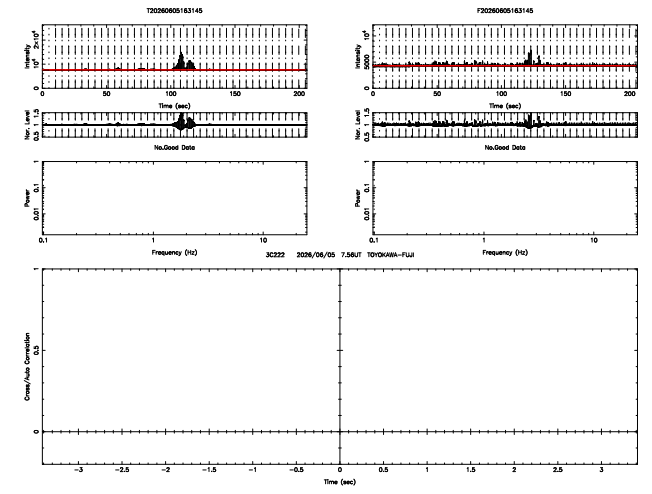 T20260605163145 F20260605163145
Intensity 0 10⁴ 2×10⁴ Intensity 0 5000 10⁴
0 50 100 150 200 0 50 100 150 200
Time (sec) Time (sec)
Nor. Level 0.5 1 1.5 Nor. Level 0.5 1 1.5
No.Good Data No.Good Data
Power 0.01 0.1 1 Power 0.01 0.1 1
0.1 1 10 0.1 1 10
Frequency (Hz) Frequency (Hz)
3C222 2026/06/05 7.56UT TOYOKAWA-FUJI
Cross/Auto Correlation 0 0.5 1
-3 -2.5 -2 -1.5 -1 -0.5 0 0.5 1 1.5 2 2.5 3
Time (sec)